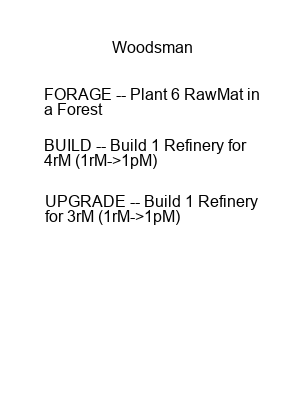 Woodsman
FORAGE -- Plant 6 RawMat in
a Forest
BUILD -- Build 1 Refinery for
4rM (1rM->1pM)
UPGRADE -- Build 1 Refinery
for 3rM (1rM->1pM)